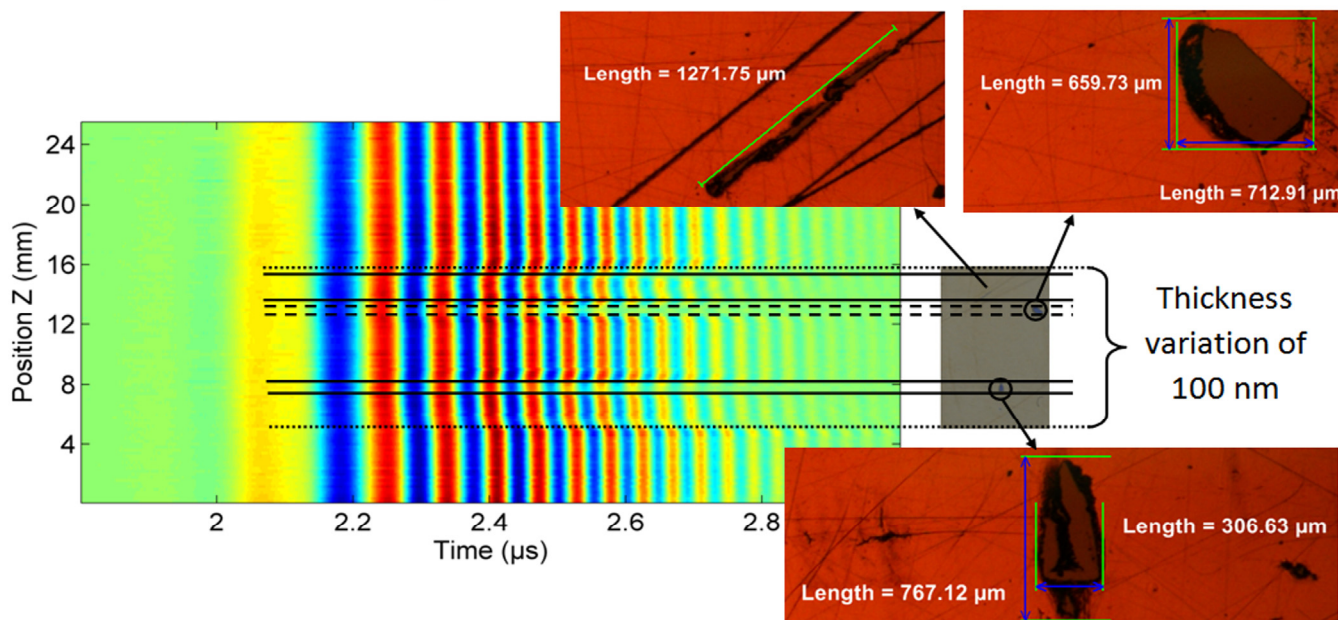 Length = 1271.75 µm
Length = 659.73 µm
Length = 712.91 µm
24
20
16
12
8
4
Position Z (mm)
2
2.2
2.4
2.6
2.8
Time (µs)
Thickness
variation of
100 nm
Length = 306.63 µm
Length = 767.12 µm